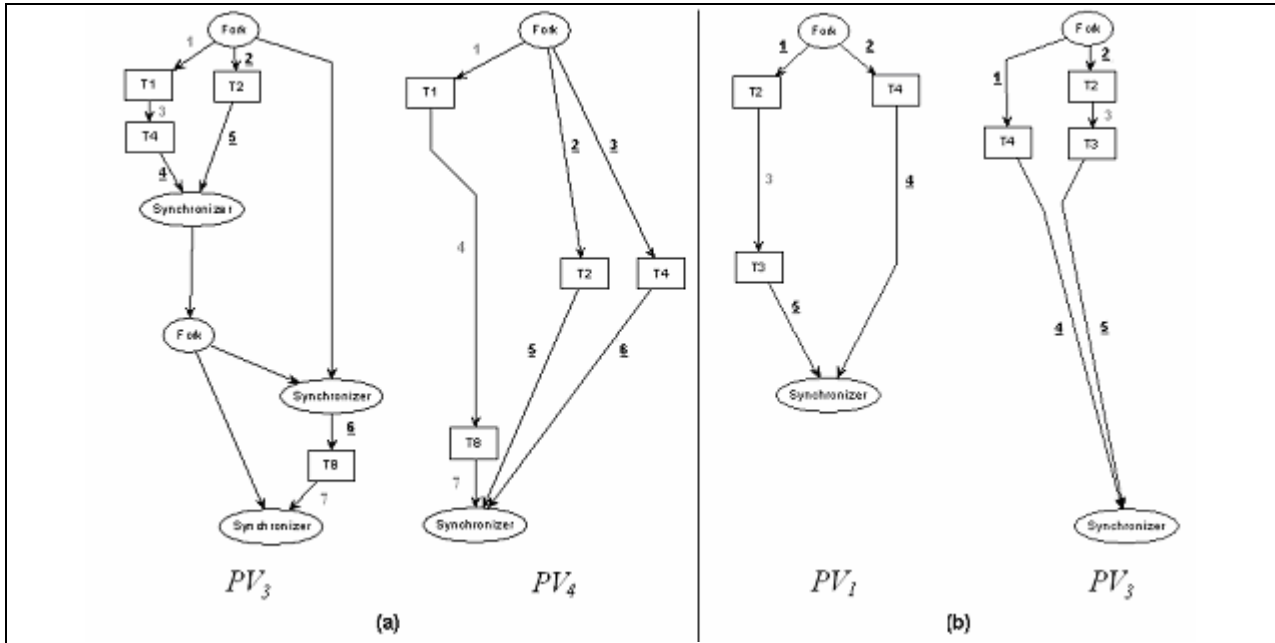 Fork
1
2
T1
T2
3
T4
5
4
Synchronizer
Fork
Synchronizer
6
T8
7
Synchronizer
PV3
Fork
1
T1
2
3
4
T2
T4
5
6
T8
7
Synchronizer
PV4
(a)
Fork
1
2
T2
T4
3
4
T3
5
Synchronizer
PV1
Fork
1
2
T2
3
T4
T3
4
5
Synchronizer
PV3
(b)